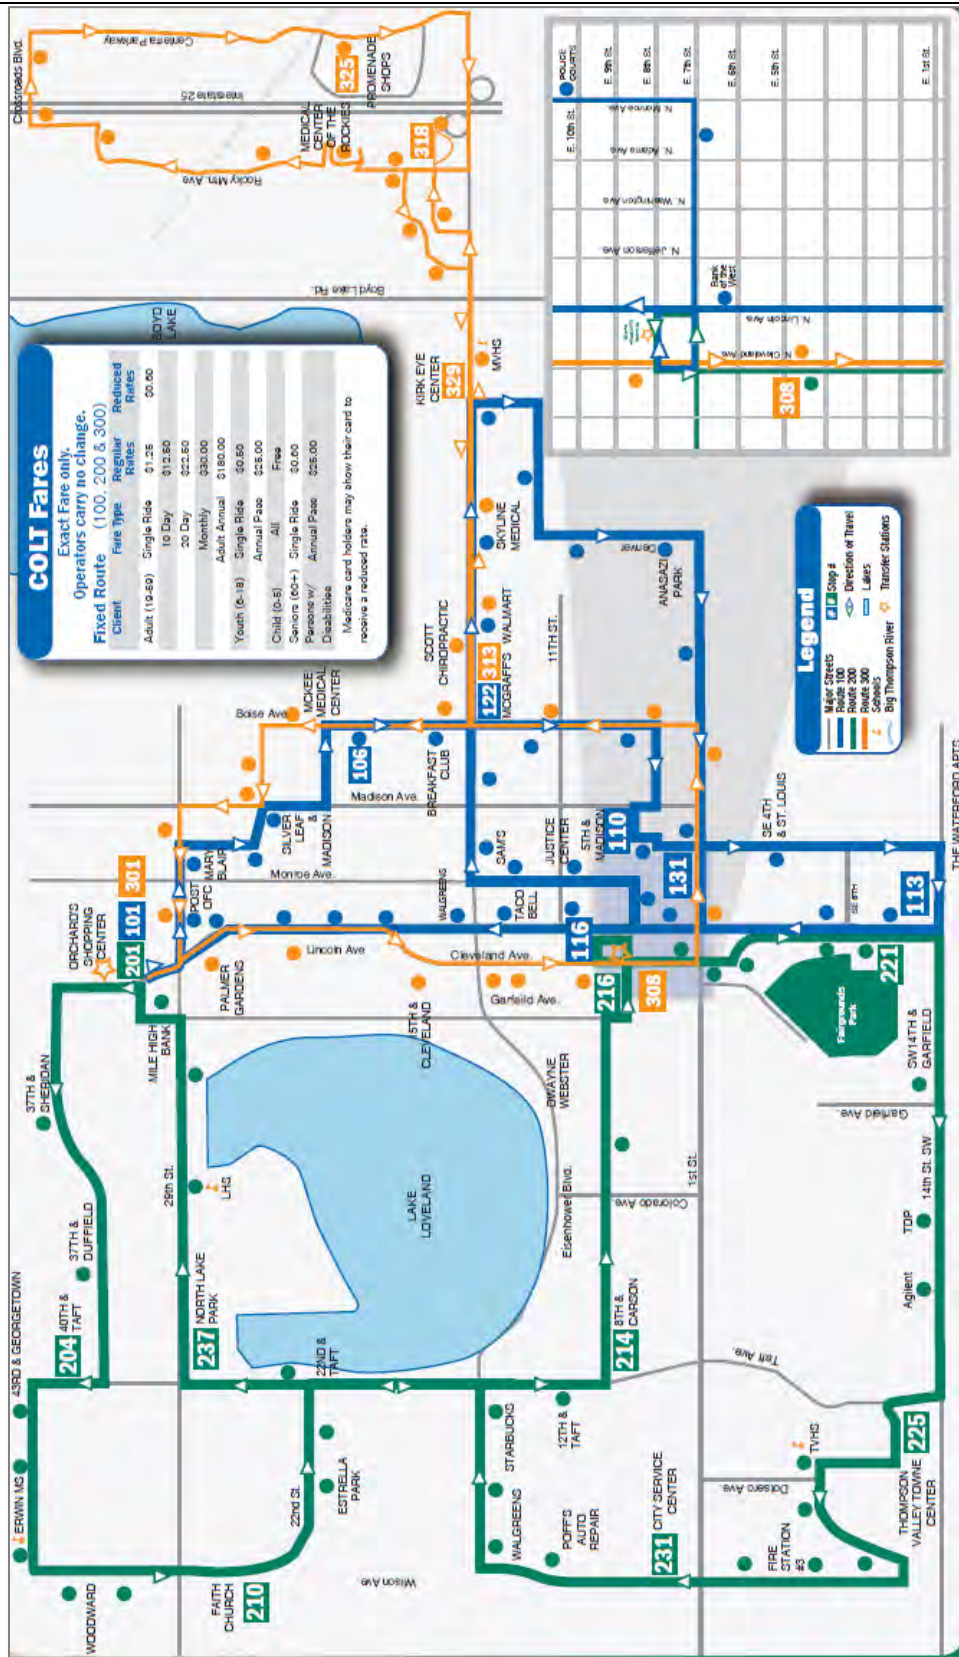 COLT Fares
Exact Fare only.
Operators carry no change.
Fixed Route (100, 200 & 300)
Client Fare Type Regular Rates Reduced Rates
Adult (19-59) Single Ride $1.25 $0.60
10 Day $12.50
20 Day $22.50
Monthly $30.00
Adult Annual $180.00
Youth (6-18) Single Ride $0.50
Annual Pass $25.00
Child (0-5) All Free
Seniors (60+) Single Ride $0.60
Persons w/ Disabilities Annual Pass $25.00
Medicare card holders may show their card to
receive a reduced rate.
Legend
Major Streets
Route 100
Route 200
Route 300
Schools
Big Thompson River
Stop #
Direction of Travel
Lakes
Transfer Stations
ERWIN MS
43RD & GEORGETOWN
WOODWARD
204
40TH &
TAFT
37TH &
DUFFIELD
37TH &
SHERIDAN
ORCHARD'S
SHOPPING
CENTER
201
101
301
MILE HIGH
BANK
29th St.
237
NORTH LAKE
PARK
LHS
PALMER
GARDENS
POST
OFC
MARY
BLAIR
SILVER
LEAF
&
MADISON
Monroe Ave.
Madison Ave.
Boise Ave.
MCKEE
MEDICAL
CENTER
106
BREAKFAST
CLUB
SCOTT
CHIROPRACTIC
122
313
MCGRAFF'S
WALMART
SKYLINE
MEDICAL
KIRK EYE
CENTER
329
MVHS
BOYD
LAKE
Boyd Lake Rd.
Crossroads Blvd.
Centerra Parkway
Interstate 25
Rocky Mtn. Ave
MEDICAL
CENTER
OF THE
ROCKIES
325
PROMENADE
SHOPS
318
FAITH
CHURCH
210
22nd St.
ESTRELLA
PARK
22ND &
TAFT
Wilson Ave
LAKE
LOVELAND
Lincoln Ave
Cleveland Ave.
Garfield Ave.
15TH &
CLEVELAND
WALGREENS
TACO
BELL
SAM'S
JUSTICE
CENTER
5TH &
MADISON
110
11TH ST.
Denver
ANASAZI
PARK
131
116
216
308
DWAYNE
WEBSTER
Eisenhower Blvd.
STARBUCKS
WALGREENS
12TH &
TAFT
POFF'S
AUTO
REPAIR
214
8TH &
CARSON
Colorado Ave
1st St.
231
CITY SERVICE
CENTER
Dotsero Ave.
FIRE
STATION
#3
TVHS
Taft Ave.
225
THOMPSON
VALLEY TOWNE
CENTER
Agilent
TDP
14th St. SW
Garfield Ave.
SW14TH &
GARFIELD
Fairgrounds
Park
221
113
SE 8TH
SE 4TH
& ST. LOUIS
THE WATERFORD APTS
POLICE
COURTS
E. 10th St.
E. 9th St.
E. 8th St.
E. 7th St.
E. 6th St.
E. 5th St.
E. 1st St.
N. Monroe Ave.
N. Adams Ave.
N. Washington Ave
N. Jefferson Ave.
Bank
of the
West
N. Lincoln Ave.
N. Cleveland Ave.
308